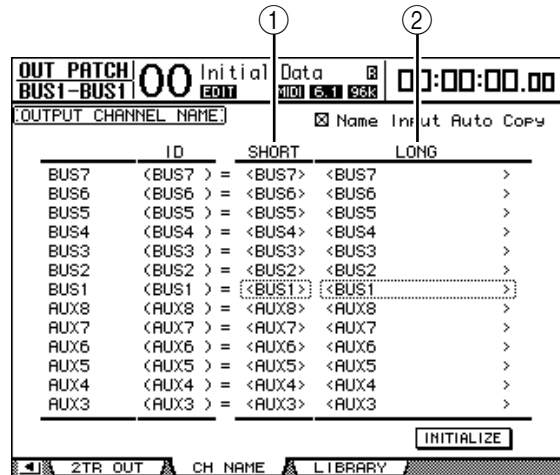 1 2
OUT PATCH 00 Initial Data R 00:00:00.00
BUS1-BUS1 EDIT MIDI 6.1 96k
OUTPUT CHANNEL NAME Name Input Auto Copy
ID SHORT LONG
BUS7 (BUS7 ) = <BUS7> <BUS7 >
BUS6 (BUS6 ) = <BUS6> <BUS6 >
BUS5 (BUS5 ) = <BUS5> <BUS5 >
BUS4 (BUS4 ) = <BUS4> <BUS4 >
BUS3 (BUS3 ) = <BUS3> <BUS3 >
BUS2 (BUS2 ) = <BUS2> <BUS2 >
BUS1 (BUS1 ) = <BUS1> <BUS1 >
AUX8 (AUX8 ) = <AUX8> <AUX8 >
AUX7 (AUX7 ) = <AUX7> <AUX7 >
AUX6 (AUX6 ) = <AUX6> <AUX6 >
AUX5 (AUX5 ) = <AUX5> <AUX5 >
AUX4 (AUX4 ) = <AUX4> <AUX4 >
AUX3 (AUX3 ) = <AUX3> <AUX3 >
INITIALIZE
2TR OUT CH NAME LIBRARY